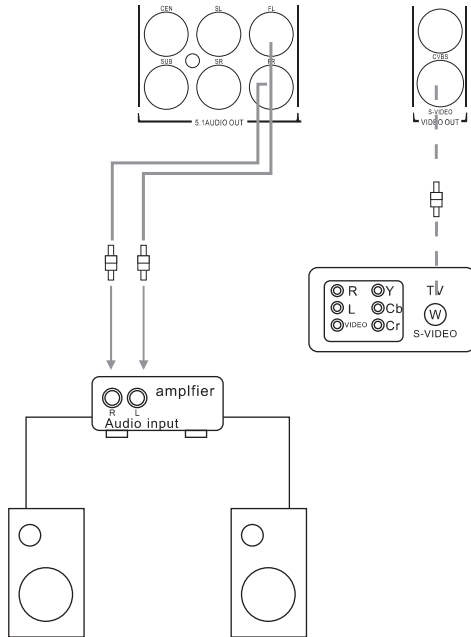 CEN SL FL
SUB SR FR
5.1AUDIO OUT
CVBS
S-VIDEO
VIDEO OUT
R Y
L Cb
VIDEO Cr
TV
W
S-VIDEO
amplfier
R L
Audio input